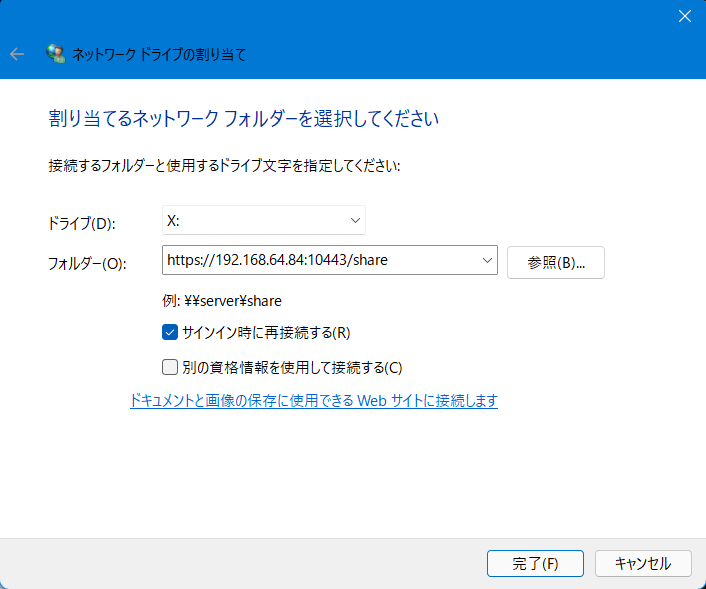 ネットワーク ドライブの割り当て
割り当てるネットワーク フォルダーを選択してください
接続するフォルダーと使用するドライブ文字を指定してください:
ドライブ(D): X:
フォルダー(O): https://192.168.64.84:10443/share 参照(B)...
例: ¥¥server¥share
サインイン時に再接続する(R)
別の資格情報を使用して接続する(C)
ドキュメントと画像の保存に使用できる Web サイトに接続します
完了(F) キャンセル